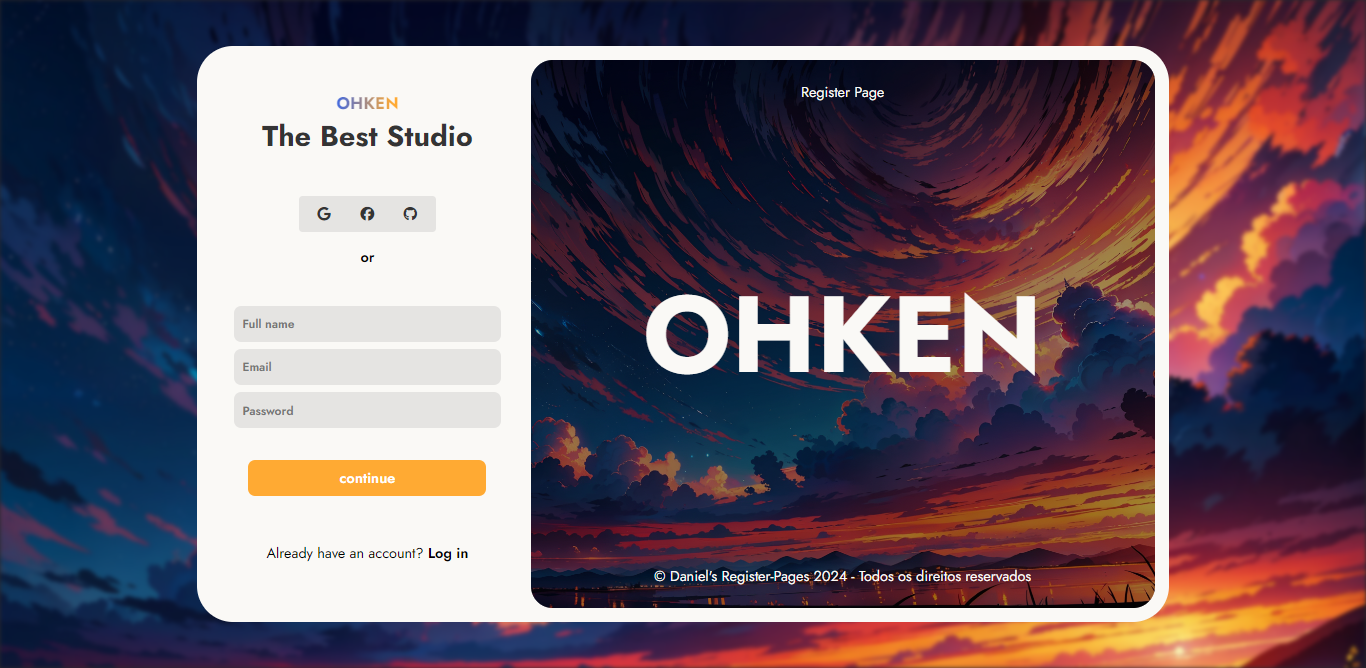 OHKEN
The Best Studio
or
Full name
Email
Password
continue
Already have an account? Log in
Register Page
OHKEN
© Daniel's Register-Pages 2024 - Todos os direitos reservados